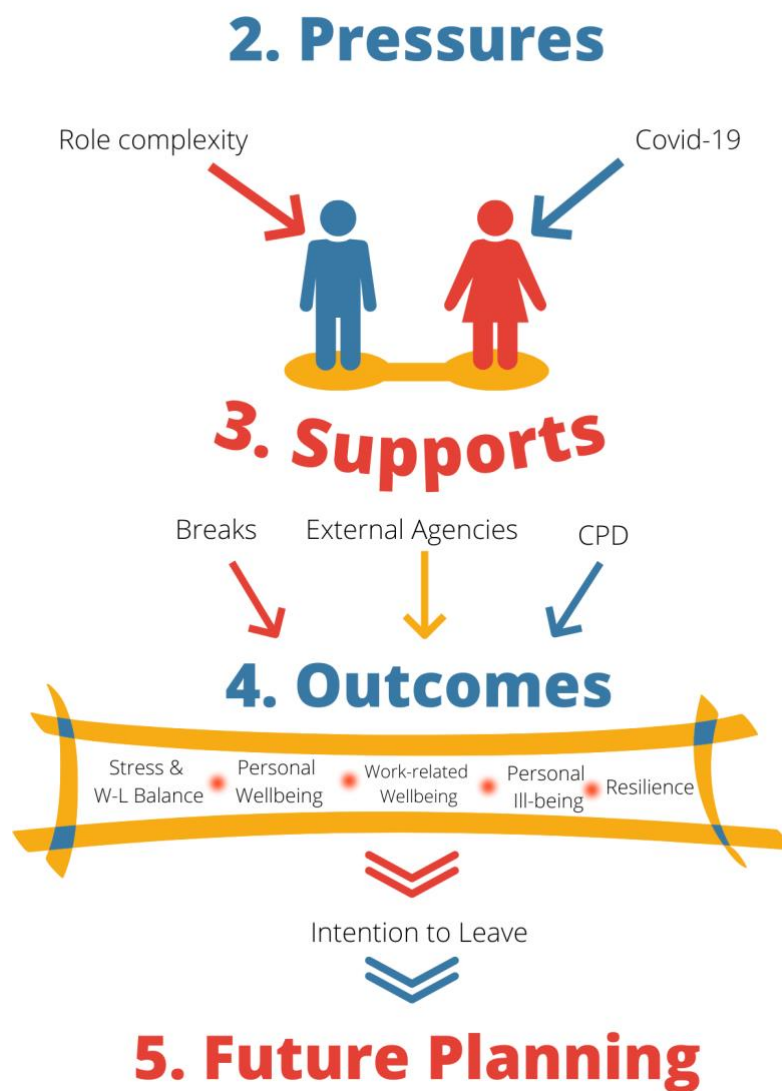 2. Pressures
Role complexity
Covid-19
3. Supports
Breaks
External Agencies
CPD
4. Outcomes
Stress &
W-L Balance
Personal
Wellbeing
Work-related
Wellbeing
Personal
Ill-being
Resilience
Intention to Leave
5. Future Planning